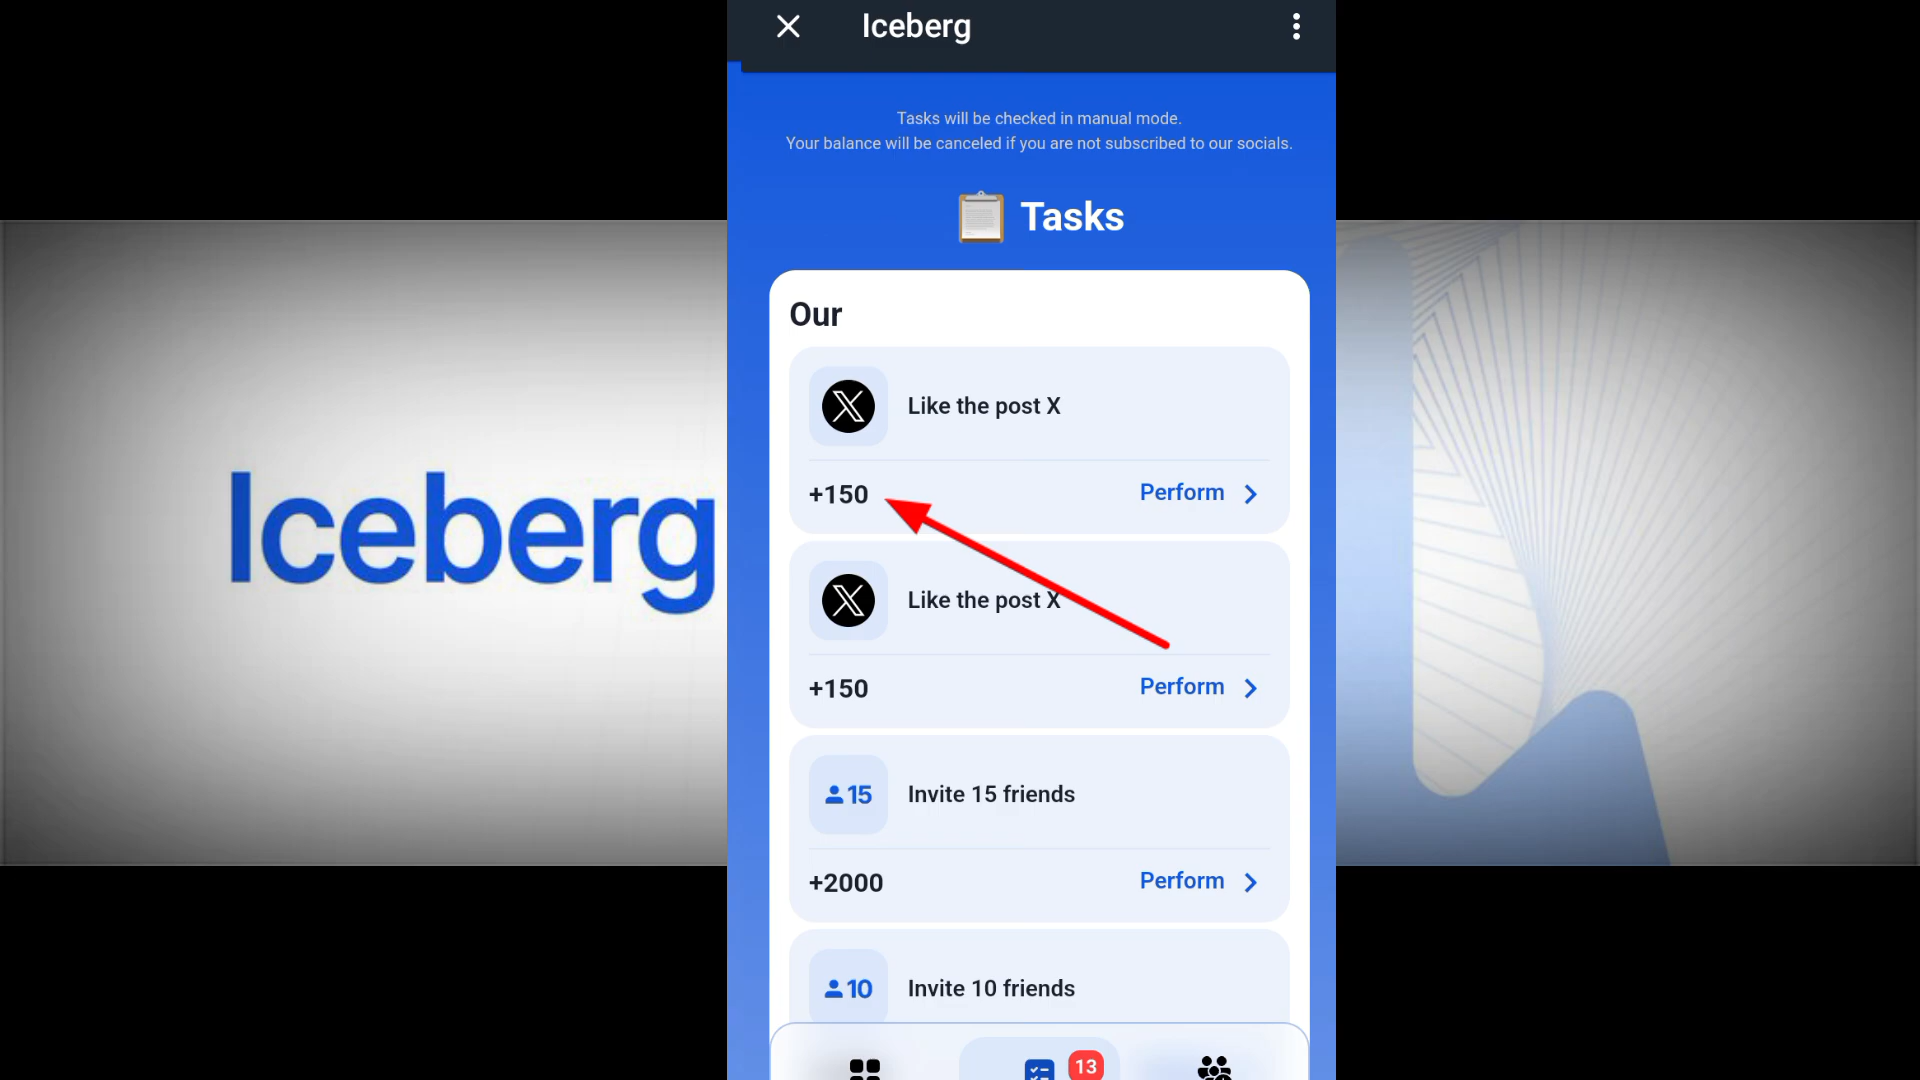 Iceberg
Tasks will be checked in manual mode.
Your balance will be canceled if you are not subscribed to our socials.
Tasks
Our
Like the post X
+150
Perform
Like the post X
+150
Perform
15
Invite 15 friends
+2000
Perform
10
Invite 10 friends
13
Iceberg